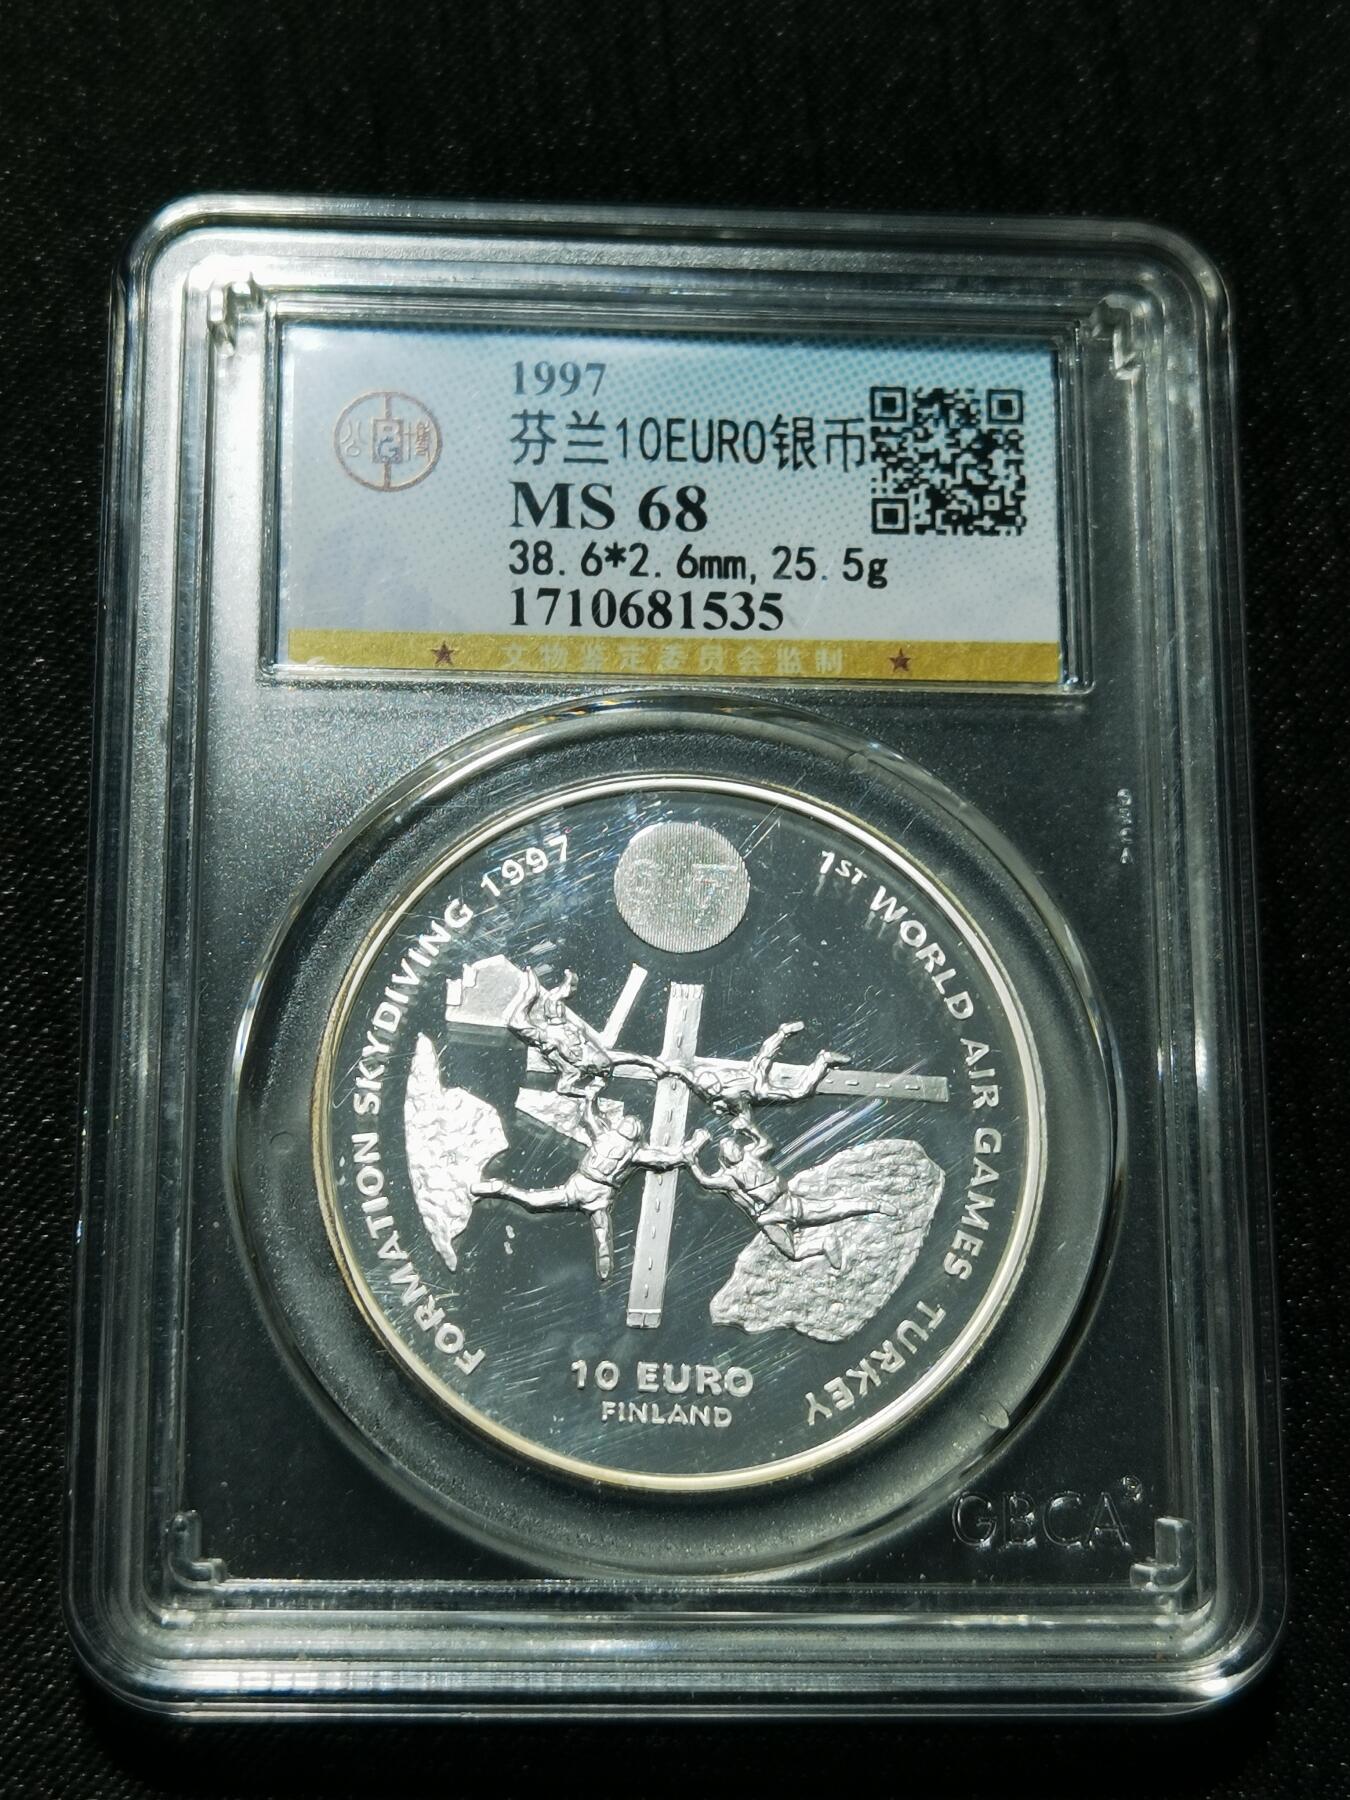 1997
芬兰10EURO银币
MS 68
38.6*2.6mm,25.5g
1710681535
★ 文物鉴定委员会监制 ★
公 博
FORMATION SKYDIVING 1997
1ST WORLD AIR GAMES TURKEY
10 EURO
FINLAND
GBCA®